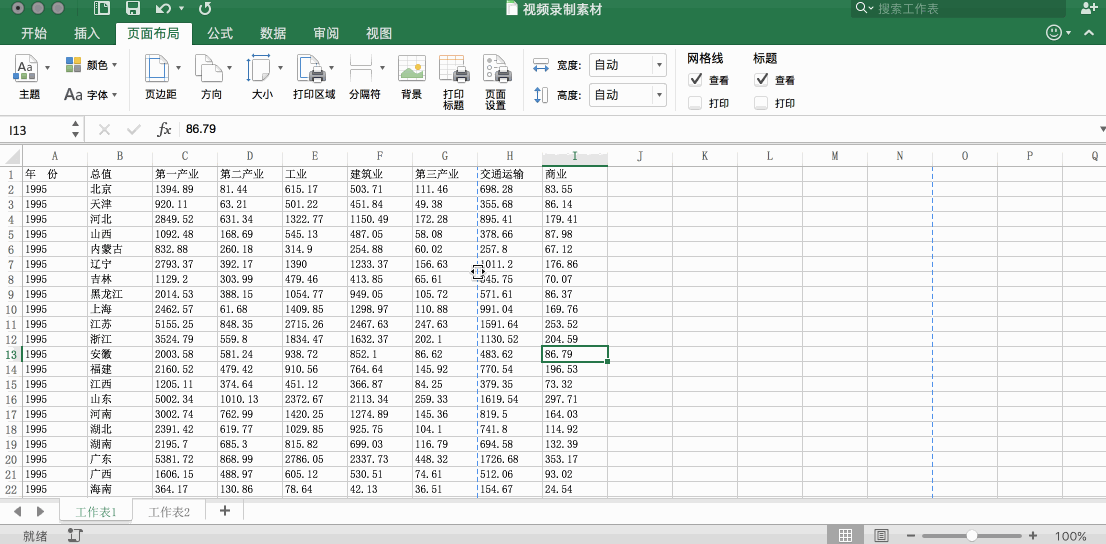 视频录制素材
搜索工作表
开始 插入 页面布局 公式 数据 审阅 视图
主题 颜色 字体 页边距 方向 大小 打印区域 分隔符 背景 打印标题 页面设置
宽度: 自动
高度: 自动
网格线 标题
查看 查看
打印 打印
I13 fx 86.79
A B C D E F G H I J K L M N O P Q
1 年 份 总值 第一产业 第二产业 工业 建筑业 第三产业 交通运输 商业
2 1995 北京 1394.89 81.44 615.17 503.71 111.46 698.28 83.55
3 1995 天津 920.11 63.21 501.22 451.84 49.38 355.68 86.14
4 1995 河北 2849.52 631.34 1322.77 1150.49 172.28 895.41 179.41
5 1995 山西 1092.48 168.69 545.13 487.05 58.08 378.66 87.98
6 1995 内蒙古 832.88 260.18 314.9 254.88 60.02 257.8 67.12
7 1995 辽宁 2793.37 392.17 1390 1233.37 156.63 1011.2 176.86
8 1995 吉林 1129.2 303.99 479.46 413.85 65.61 345.75 70.07
9 1995 黑龙江 2014.53 388.15 1054.77 949.05 105.72 571.61 86.37
10 1995 上海 2462.57 61.68 1409.85 1298.97 110.88 991.04 169.76
11 1995 江苏 5155.25 848.35 2715.26 2467.63 247.63 1591.64 253.52
12 1995 浙江 3524.79 559.8 1834.47 1632.37 202.1 1130.52 204.59
13 1995 安徽 2003.58 581.24 938.72 852.1 86.62 483.62 86.79
14 1995 福建 2160.52 479.42 910.56 764.64 145.92 770.54 196.53
15 1995 江西 1205.11 374.64 451.12 366.87 84.25 379.35 73.32
16 1995 山东 5002.34 1010.13 2372.67 2113.34 259.33 1619.54 297.71
17 1995 河南 3002.74 762.99 1420.25 1274.89 145.36 819.5 164.03
18 1995 湖北 2391.42 619.77 1029.85 925.75 104.1 741.8 114.92
19 1995 湖南 2195.7 685.3 815.82 699.03 116.79 694.58 132.39
20 1995 广东 5381.72 868.99 2786.05 2337.73 448.32 1726.68 353.17
21 1995 广西 1606.15 488.97 605.12 530.51 74.61 512.06 93.02
22 1995 海南 364.17 130.86 78.64 42.13 36.51 154.67 24.54
工作表1 工作表2 +
就绪 100%